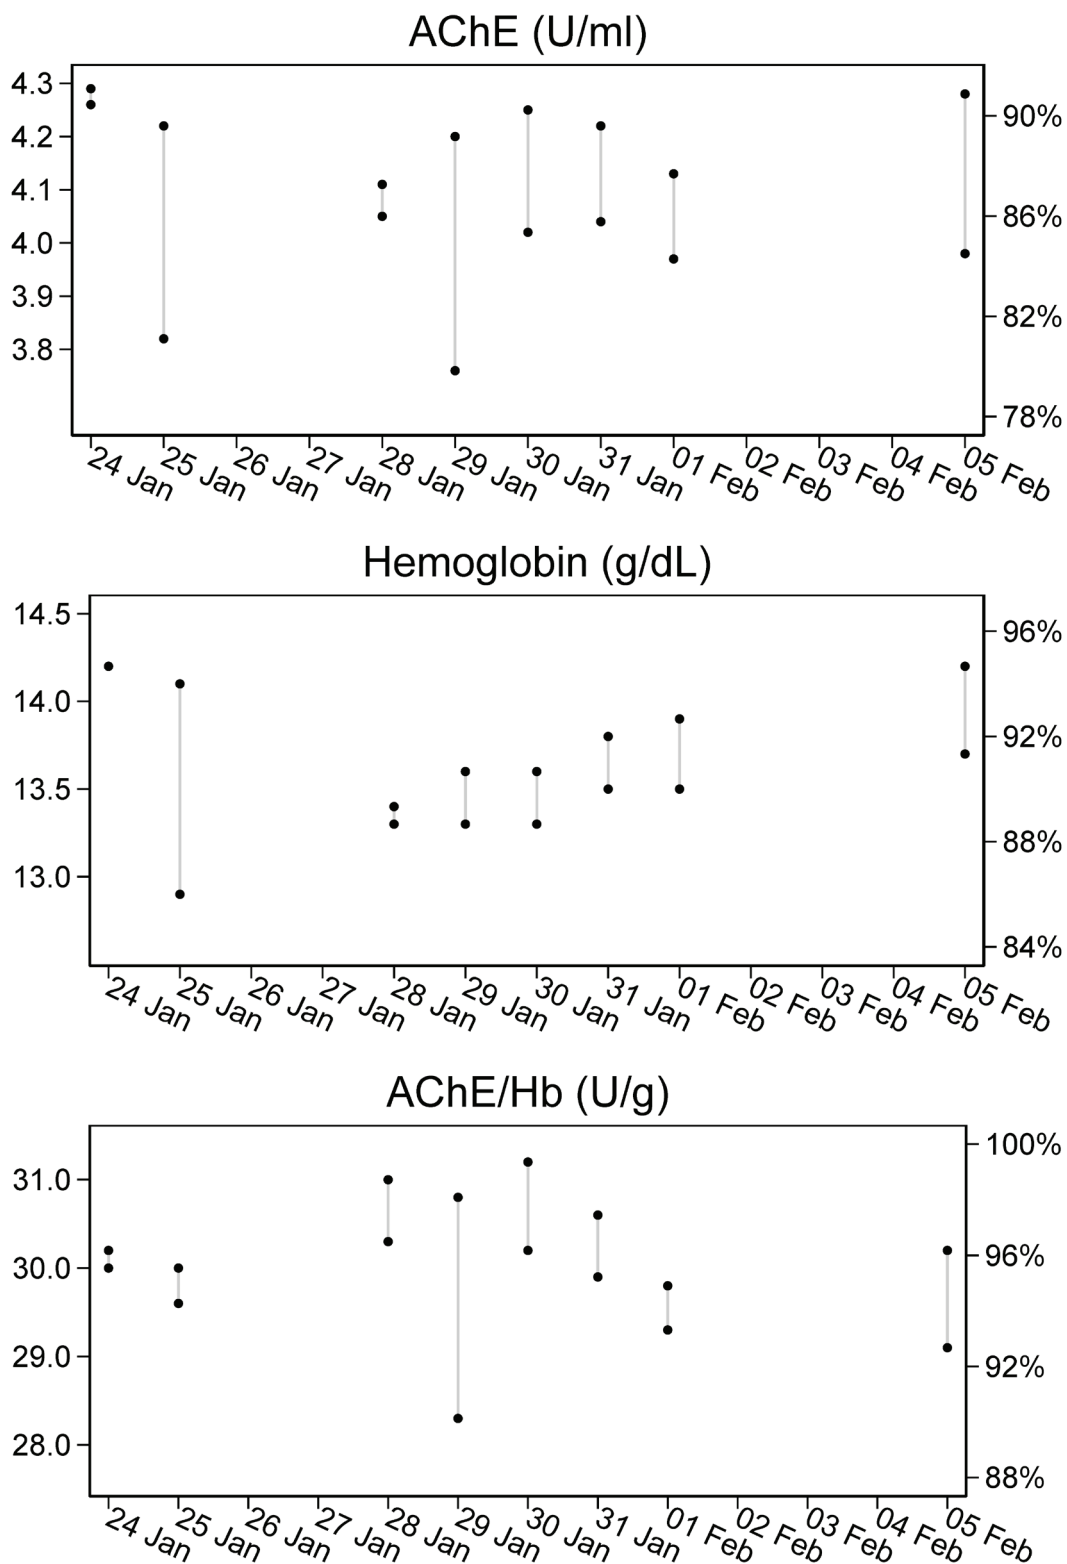 AChE (U/ml)
4.3
4.2
4.1
4.0
3.9
3.8
90%
86%
82%
78%
24 Jan
25 Jan
26 Jan
27 Jan
28 Jan
29 Jan
30 Jan
31 Jan
01 Feb
02 Feb
03 Feb
04 Feb
05 Feb
Hemoglobin (g/dL)
14.5
14.0
13.5
13.0
96%
92%
88%
84%
24 Jan
25 Jan
26 Jan
27 Jan
28 Jan
29 Jan
30 Jan
31 Jan
01 Feb
02 Feb
03 Feb
04 Feb
05 Feb
AChE/Hb (U/g)
31.0
30.0
29.0
28.0
100%
96%
92%
88%
24 Jan
25 Jan
26 Jan
27 Jan
28 Jan
29 Jan
30 Jan
31 Jan
01 Feb
02 Feb
03 Feb
04 Feb
05 Feb